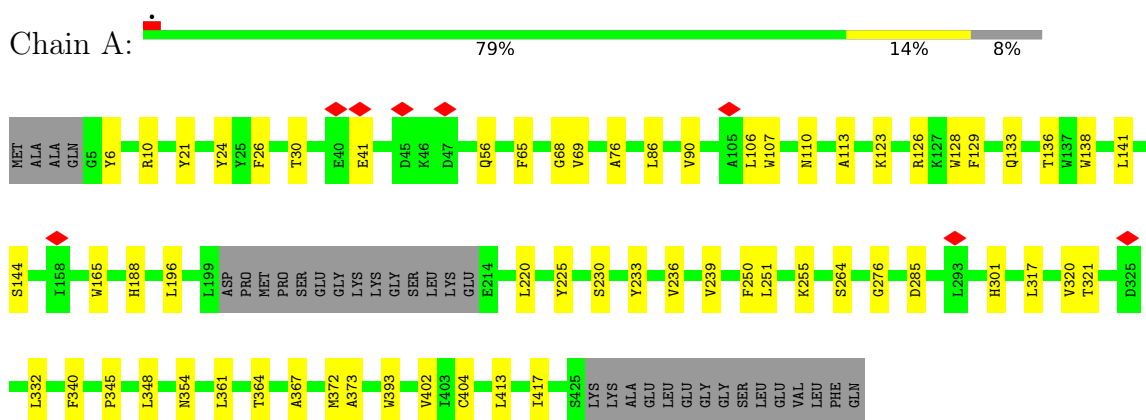 Chain A:
79% 14% 8%
MET ALA ALA GLN G5 Y6 R10 Y21 Y24 Y25 F26 T30 E40 E41 D45 K46 D47 Q56 F65 G68 V69 A76 L86 V90 A105 L106 W107 N110 A113 K123 R126 K127 W128 F129 Q133 T136 W137 W138 L141
S144 I158 W165 H188 L196 L199 ASP PRO MET PRO SER GLU GLY LYS LYS GLY SER LEU LYS GLU E214 L220 Y225 S230 Y233 V236 V239 F250 L251 K255 S264 G276 D285 L293 H301 L317 V320 T321 D325
L332 F340 P345 L348 N354 L361 T364 A367 M372 A373 W393 V402 I403 C404 L413 I417 S425 LYS LYS ALA GLU LEU GLU GLY GLY SER LEU GLU VAL LEU PHE GLN